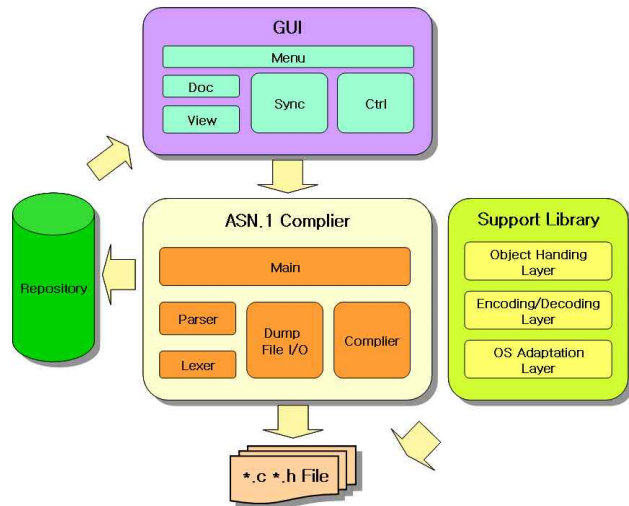 GUI
Menu
Doc
View
Sync
Ctrl
Repository
ASN.1 Complier
Main
Parser
Lexer
Dump
File I/O
Complier
Support Library
Object Handing
Layer
Encoding/Decoding
Layer
OS Adaptation
Layer
*.c *.h File